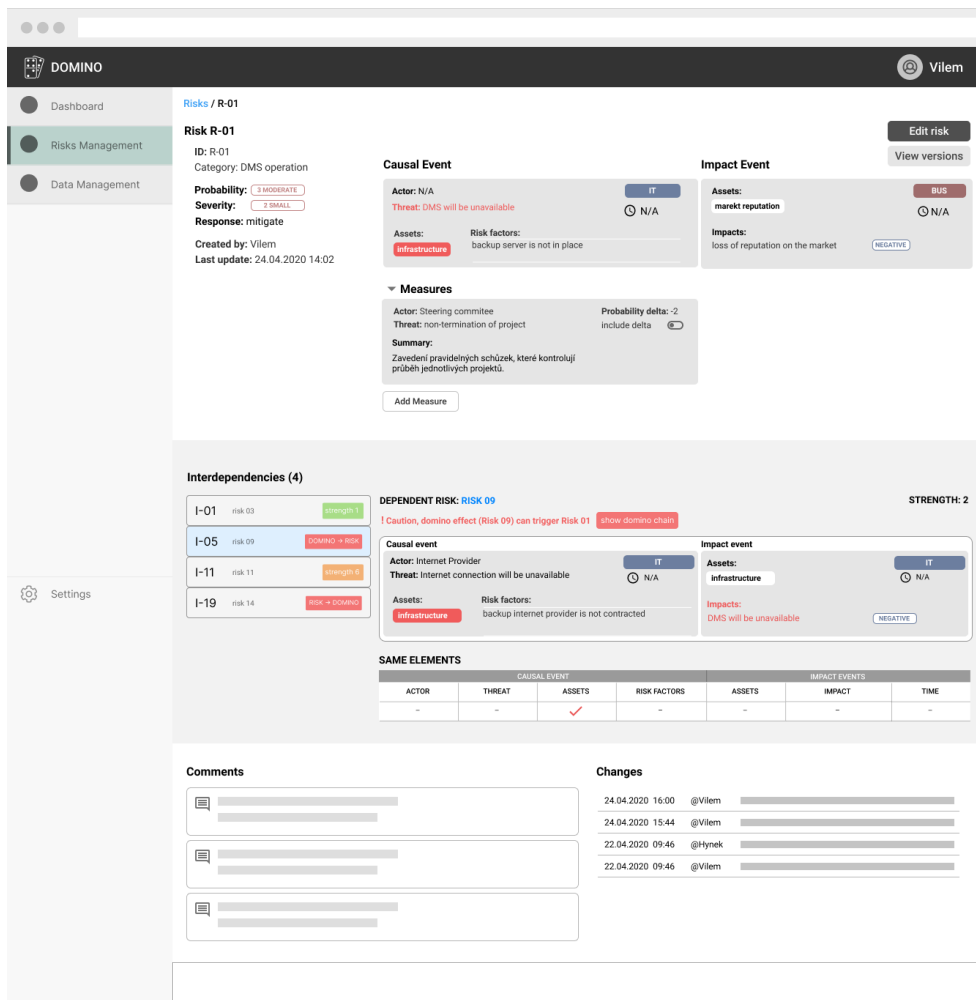 DOMINO
Vilem
Dashboard
Risks Management
Data Management
Settings
Risks / R-01
Risk R-01
Edit risk
View versions
ID: R-01
Category: DMS operation
Probability: 3 MODERATE
Severity: 2 SMALL
Response: mitigate
Created by: Vilem
Last update: 24.04.2020 14:02
Causal Event
Actor: N/A
IT
Threat: DMS will be unavailable
N/A
Assets:
Risk factors:
infrastructure
backup server is not in place
Impact Event
Assets:
BUS
marekt reputation
N/A
Impacts:
loss of reputation on the market
NEGATIVE
Measures
Actor: Steering commitee
Probability delta: -2
Threat: non-termination of project
include delta
Summary:
Zavedení pravidelných schůzek, které kontrolují
průběh jednotlivých projektů.
Add Measure
Interdependencies (4)
I-01 risk 03 strength 1
I-05 risk 09 DOMINO → RISK
I-11 risk 11 strength 6
I-19 risk 14 RISK → DOMINO
DEPENDENT RISK: RISK 09
STRENGTH: 2
! Caution, domino effect (Risk 09) can trigger Risk 01 show domino chain
Causal event
Actor: Internet Provider
IT
Threat: Internet connection will be unavailable
N/A
Assets:
Risk factors:
infrastructure
backup internet provider is not contracted
Impact event
Assets:
IT
infrastructure
N/A
Impacts:
DMS will be unavailable
NEGATIVE
SAME ELEMENTS
CAUSAL EVENT IMPACT EVENTS
ACTOR THREAT ASSETS RISK FACTORS ASSETS IMPACT TIME
- - - - - -
Comments
Changes
24.04.2020 16:00 @Vilem
24.04.2020 15:44 @Vilem
22.04.2020 09:46 @Hynek
22.04.2020 09:46 @Vilem